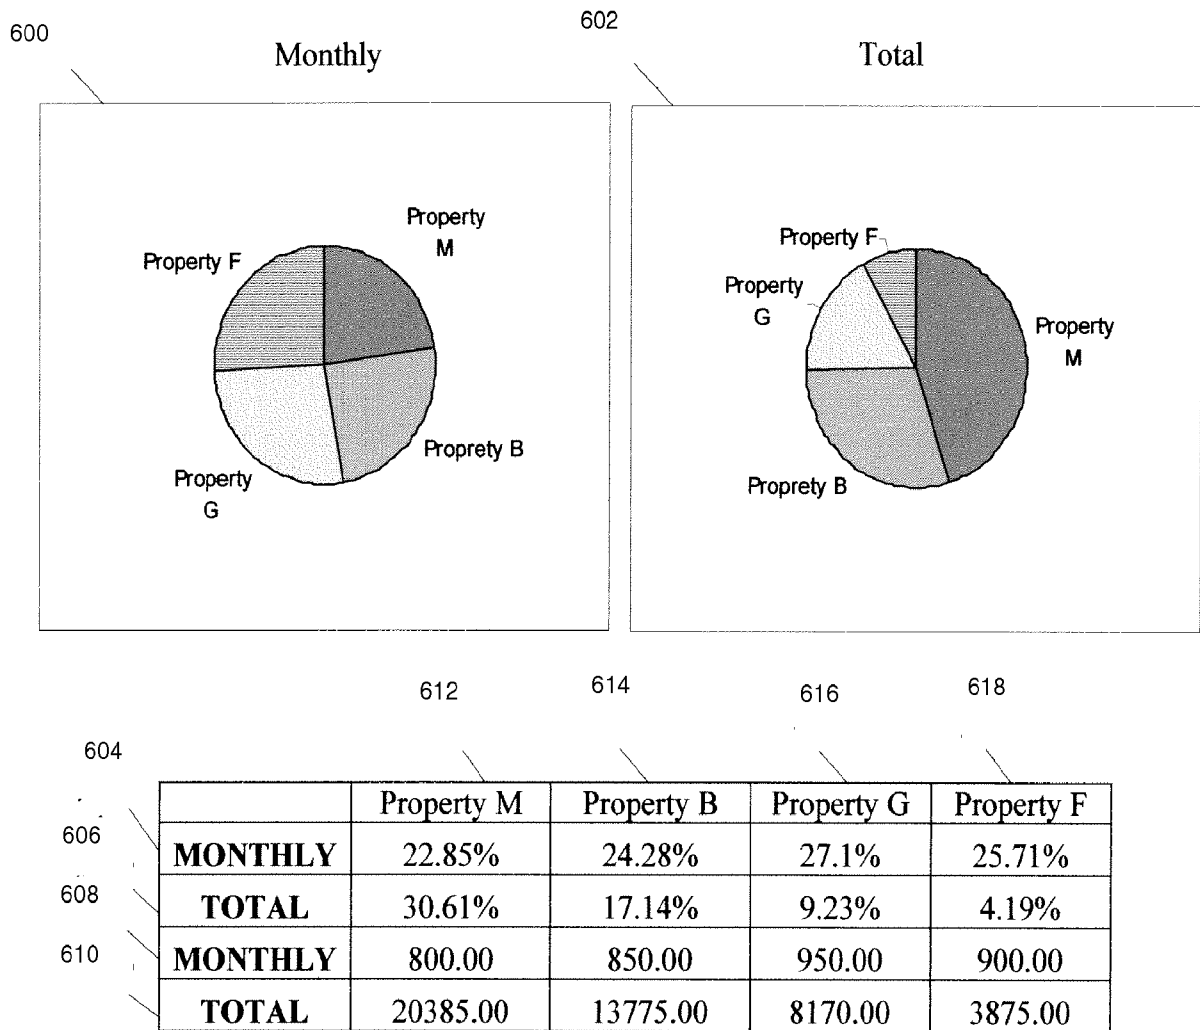 600
602
Monthly
Total
Property
M
Property F
Proprety B
Property
G
Property F
Property
G
Property
M
Proprety B
612
614
616
618
604
Property M Property B Property G Property F
606
MONTHLY 22.85% 24.28% 27.1% 25.71%
608
TOTAL 30.61% 17.14% 9.23% 4.19%
610
MONTHLY 800.00 850.00 950.00 900.00
TOTAL 20385.00 13775.00 8170.00 3875.00